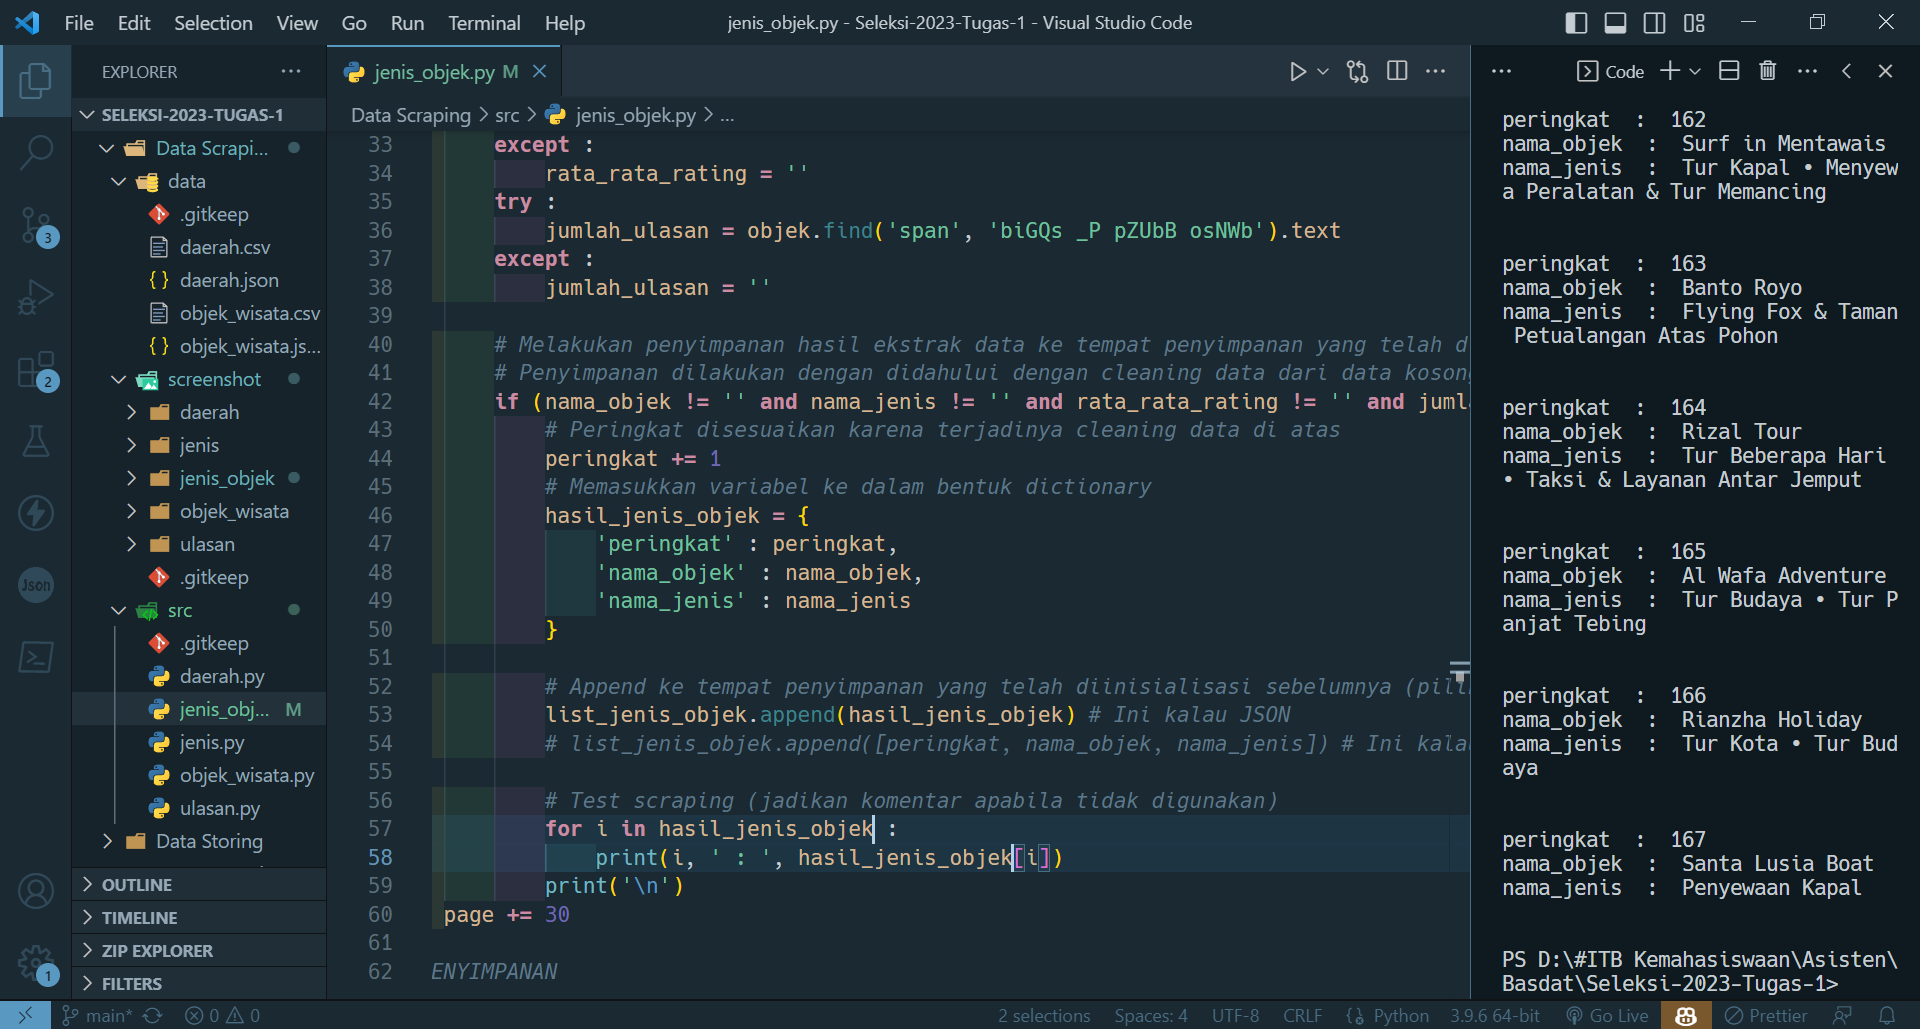 File Edit Selection View Go Run Terminal Help
jenis_objek.py - Seleksi-2023-Tugas-1 - Visual Studio Code
EXPLORER
SELEKSI-2023-TUGAS-1
Data Scrapi...
data
.gitkeep
daerah.csv
daerah.json
objek_wisata.csv
objek_wisata.js...
screenshot
daerah
jenis
jenis_objek
objek_wisata
ulasan
.gitkeep
src
.gitkeep
daerah.py
jenis_obj... M
jenis.py
objek_wisata.py
ulasan.py
Data Storing
OUTLINE
TIMELINE
ZIP EXPLORER
FILTERS
3
2
Json
1
jenis_objek.py M
Data Scraping > src > jenis_objek.py > ...
33 except :
34 rata_rata_rating = ''
35 try :
36 jumlah_ulasan = objek.find('span', 'biGQs _P pZUbB osNWb').text
37 except :
38 jumlah_ulasan = ''
39
40 # Melakukan penyimpanan hasil ekstrak data ke tempat penyimpanan yang telah d
41 # Penyimpanan dilakukan dengan didahului dengan cleaning data dari data koson
42 if (nama_objek != '' and nama_jenis != '' and rata_rata_rating != '' and juml
43 # Peringkat disesuaikan karena terjadinya cleaning data di atas
44 peringkat += 1
45 # Memasukkan variabel ke dalam bentuk dictionary
46 hasil_jenis_objek = {
47 'peringkat' : peringkat,
48 'nama_objek' : nama_objek,
49 'nama_jenis' : nama_jenis
50 }
51
52 # Append ke tempat penyimpanan yang telah diinisialisasi sebelumnya (pili
53 list_jenis_objek.append(hasil_jenis_objek) # Ini kalau JSON
54 # list_jenis_objek.append([peringkat, nama_objek, nama_jenis]) # Ini kala
55
56 # Test scraping (jadikan komentar apabila tidak digunakan)
57 for i in hasil_jenis_objek :
58 print(i, ' : ', hasil_jenis_objek[i])
59 print('\n')
60 page += 30
61
62 ENYIMPANAN
Code
peringkat : 162
nama_objek : Surf in Mentawais
nama_jenis : Tur Kapal • Menyew
a Peralatan & Tur Memancing
peringkat : 163
nama_objek : Banto Royo
nama_jenis : Flying Fox & Taman
Petualangan Atas Pohon
peringkat : 164
nama_objek : Rizal Tour
nama_jenis : Tur Beberapa Hari
• Taksi & Layanan Antar Jemput
peringkat : 165
nama_objek : Al Wafa Adventure
nama_jenis : Tur Budaya • Tur P
anjat Tebing
peringkat : 166
nama_objek : Rianzha Holiday
nama_jenis : Tur Kota • Tur Bud
aya
peringkat : 167
nama_objek : Santa Lusia Boat
nama_jenis : Penyewaan Kapal
PS D:\#ITB Kemahasiswaan\Asisten\
Basdat\Seleksi-2023-Tugas-1>
main* 0 0 2 selections Spaces: 4 UTF-8 CRLF Python 3.9.6 64-bit Go Live Prettier